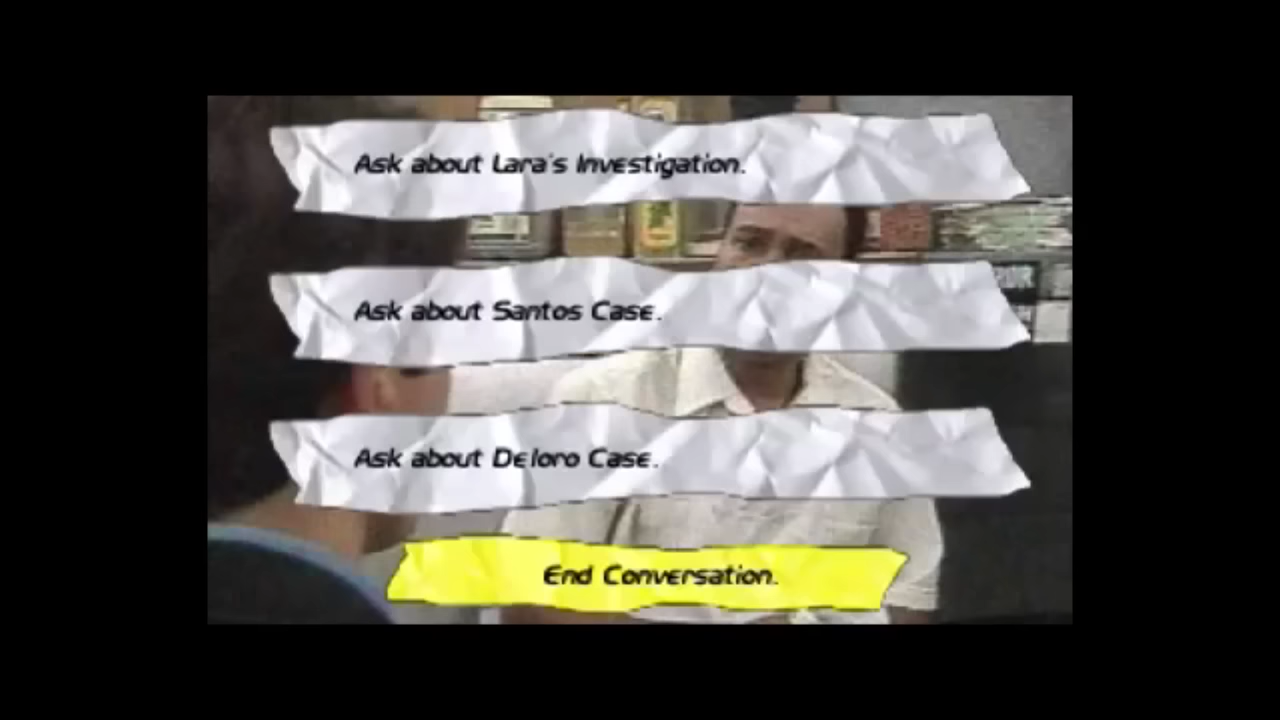 Ask about Lara's Investigation.
Ask about Santos Case.
Ask about Deloro Case.
End Conversation.